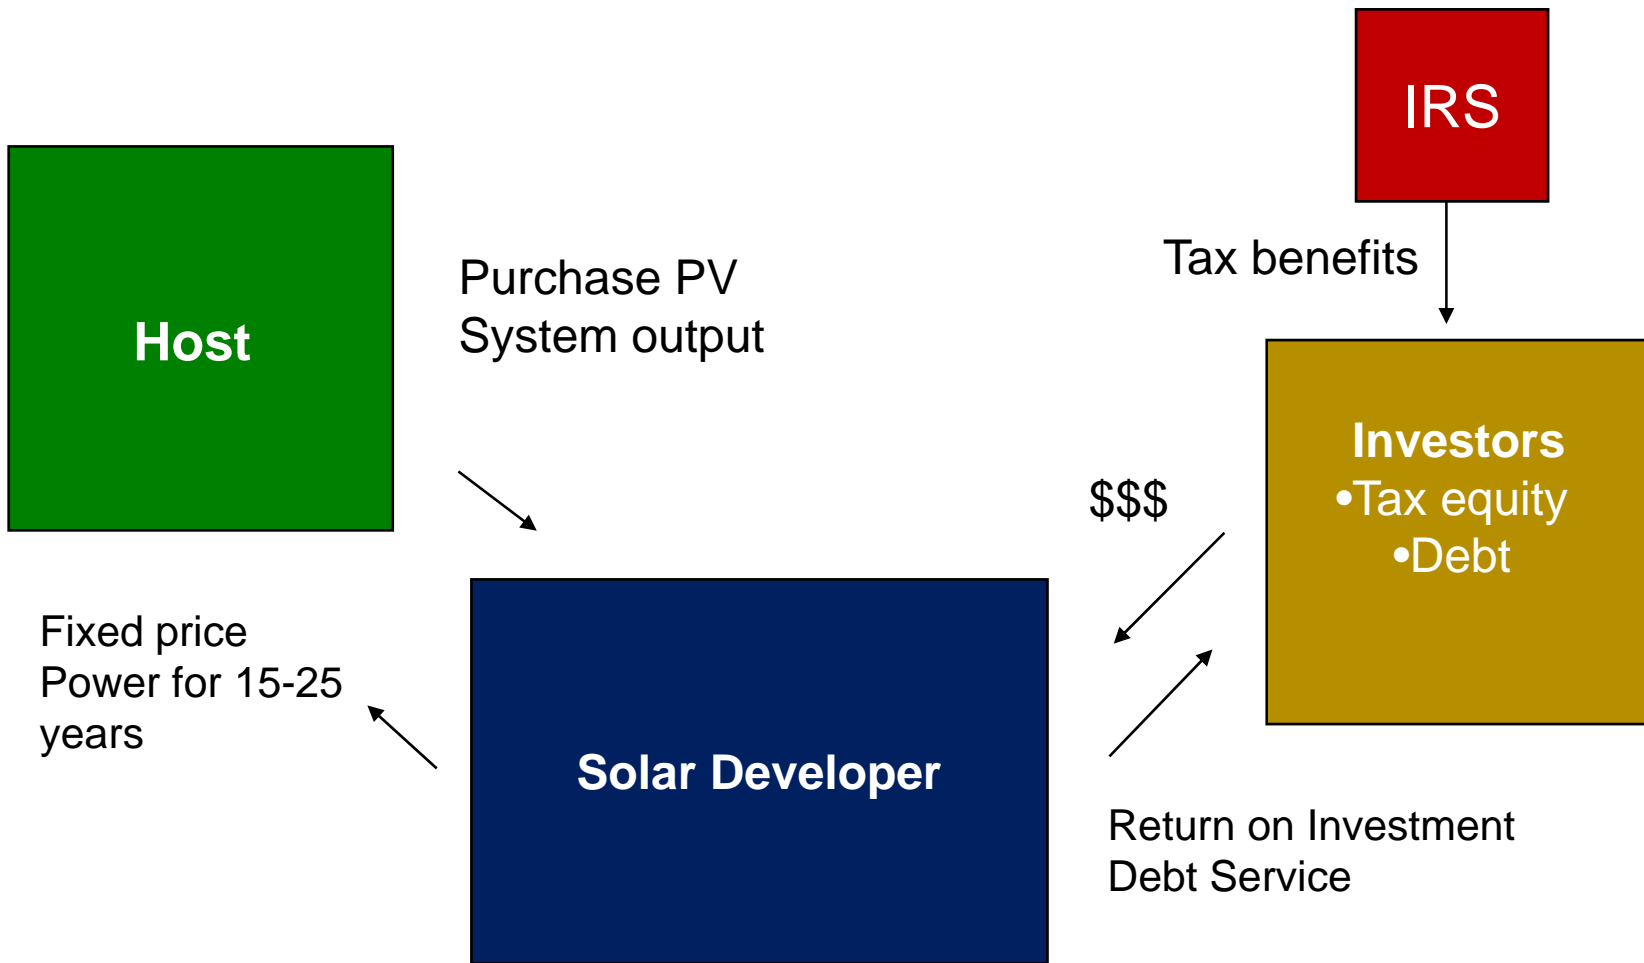 IRS
Host
Purchase PV
System output
Tax benefits
Investors
•Tax equity
•Debt
$$$
Fixed price
Power for 15-25
years
Solar Developer
Return on Investment
Debt Service